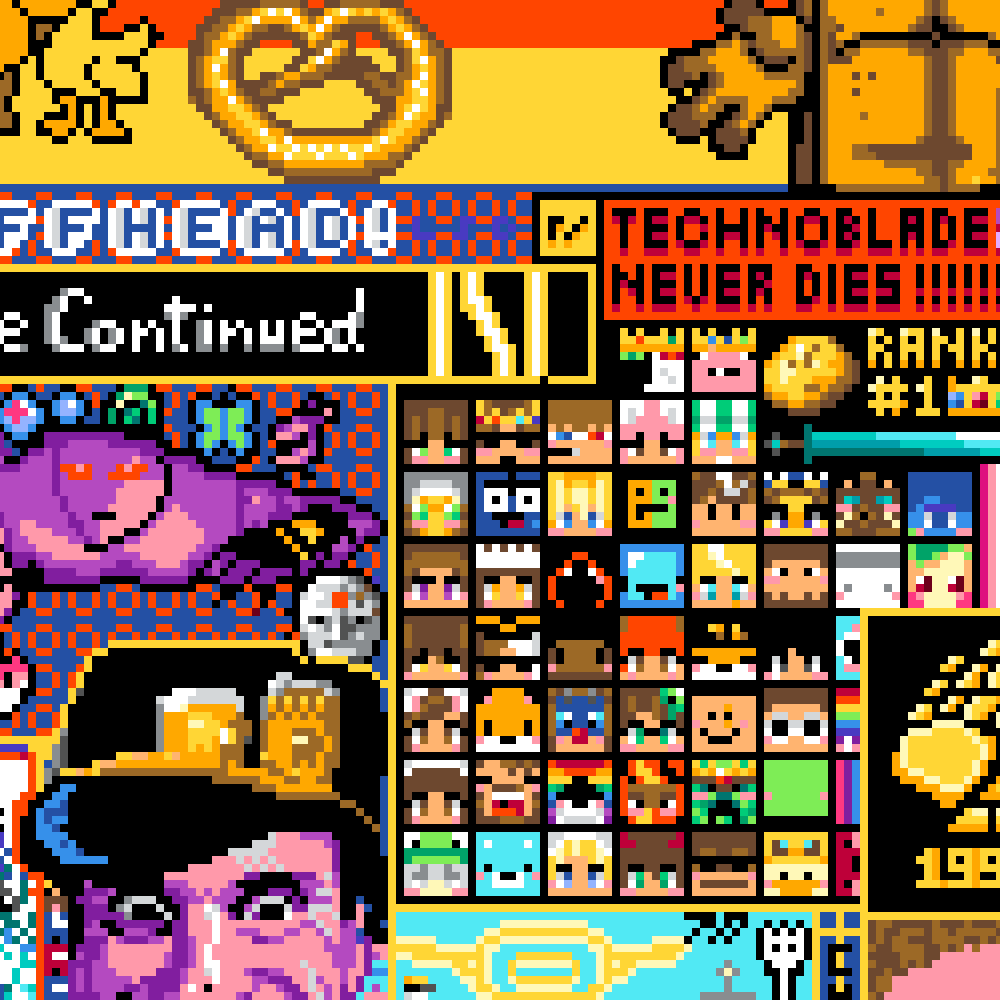 FFHEAD!
TECHNOBLADE
NEVER DIES !!!!!!
e Continued
RANK
#1
199